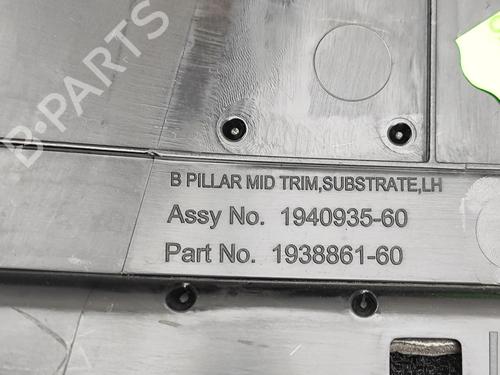 B-PARTS
B PILLAR MID TRIM,SUBSTRATE,LH
Assy No. 1940935-60
Part No. 1938861-60